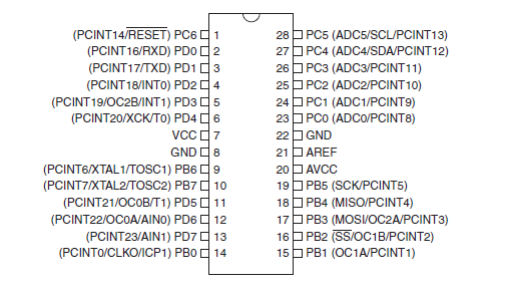 (PCINT14/RESET) PC6 1 28 PC5 (ADC5/SCL/PCINT13)
(PCINT16/RXD) PD0 2 27 PC4 (ADC4/SDA/PCINT12)
(PCINT17/TXD) PD1 3 26 PC3 (ADC3/PCINT11)
(PCINT18/INT0) PD2 4 25 PC2 (ADC2/PCINT10)
(PCINT19/OC2B/INT1) PD3 5 24 PC1 (ADC1/PCINT9)
(PCINT20/XCK/T0) PD4 6 23 PC0 (ADC0/PCINT8)
VCC 7 22 GND
GND 8 21 AREF
(PCINT6/XTAL1/TOSC1) PB6 9 20 AVCC
(PCINT7/XTAL2/TOSC2) PB7 10 19 PB5 (SCK/PCINT5)
(PCINT21/OC0B/T1) PD5 11 18 PB4 (MISO/PCINT4)
(PCINT22/OC0A/AIN0) PD6 12 17 PB3 (MOSI/OC2A/PCINT3)
(PCINT23/AIN1) PD7 13 16 PB2 (SS/OC1B/PCINT2)
(PCINT0/CLKO/ICP1) PB0 14 15 PB1 (OC1A/PCINT1)